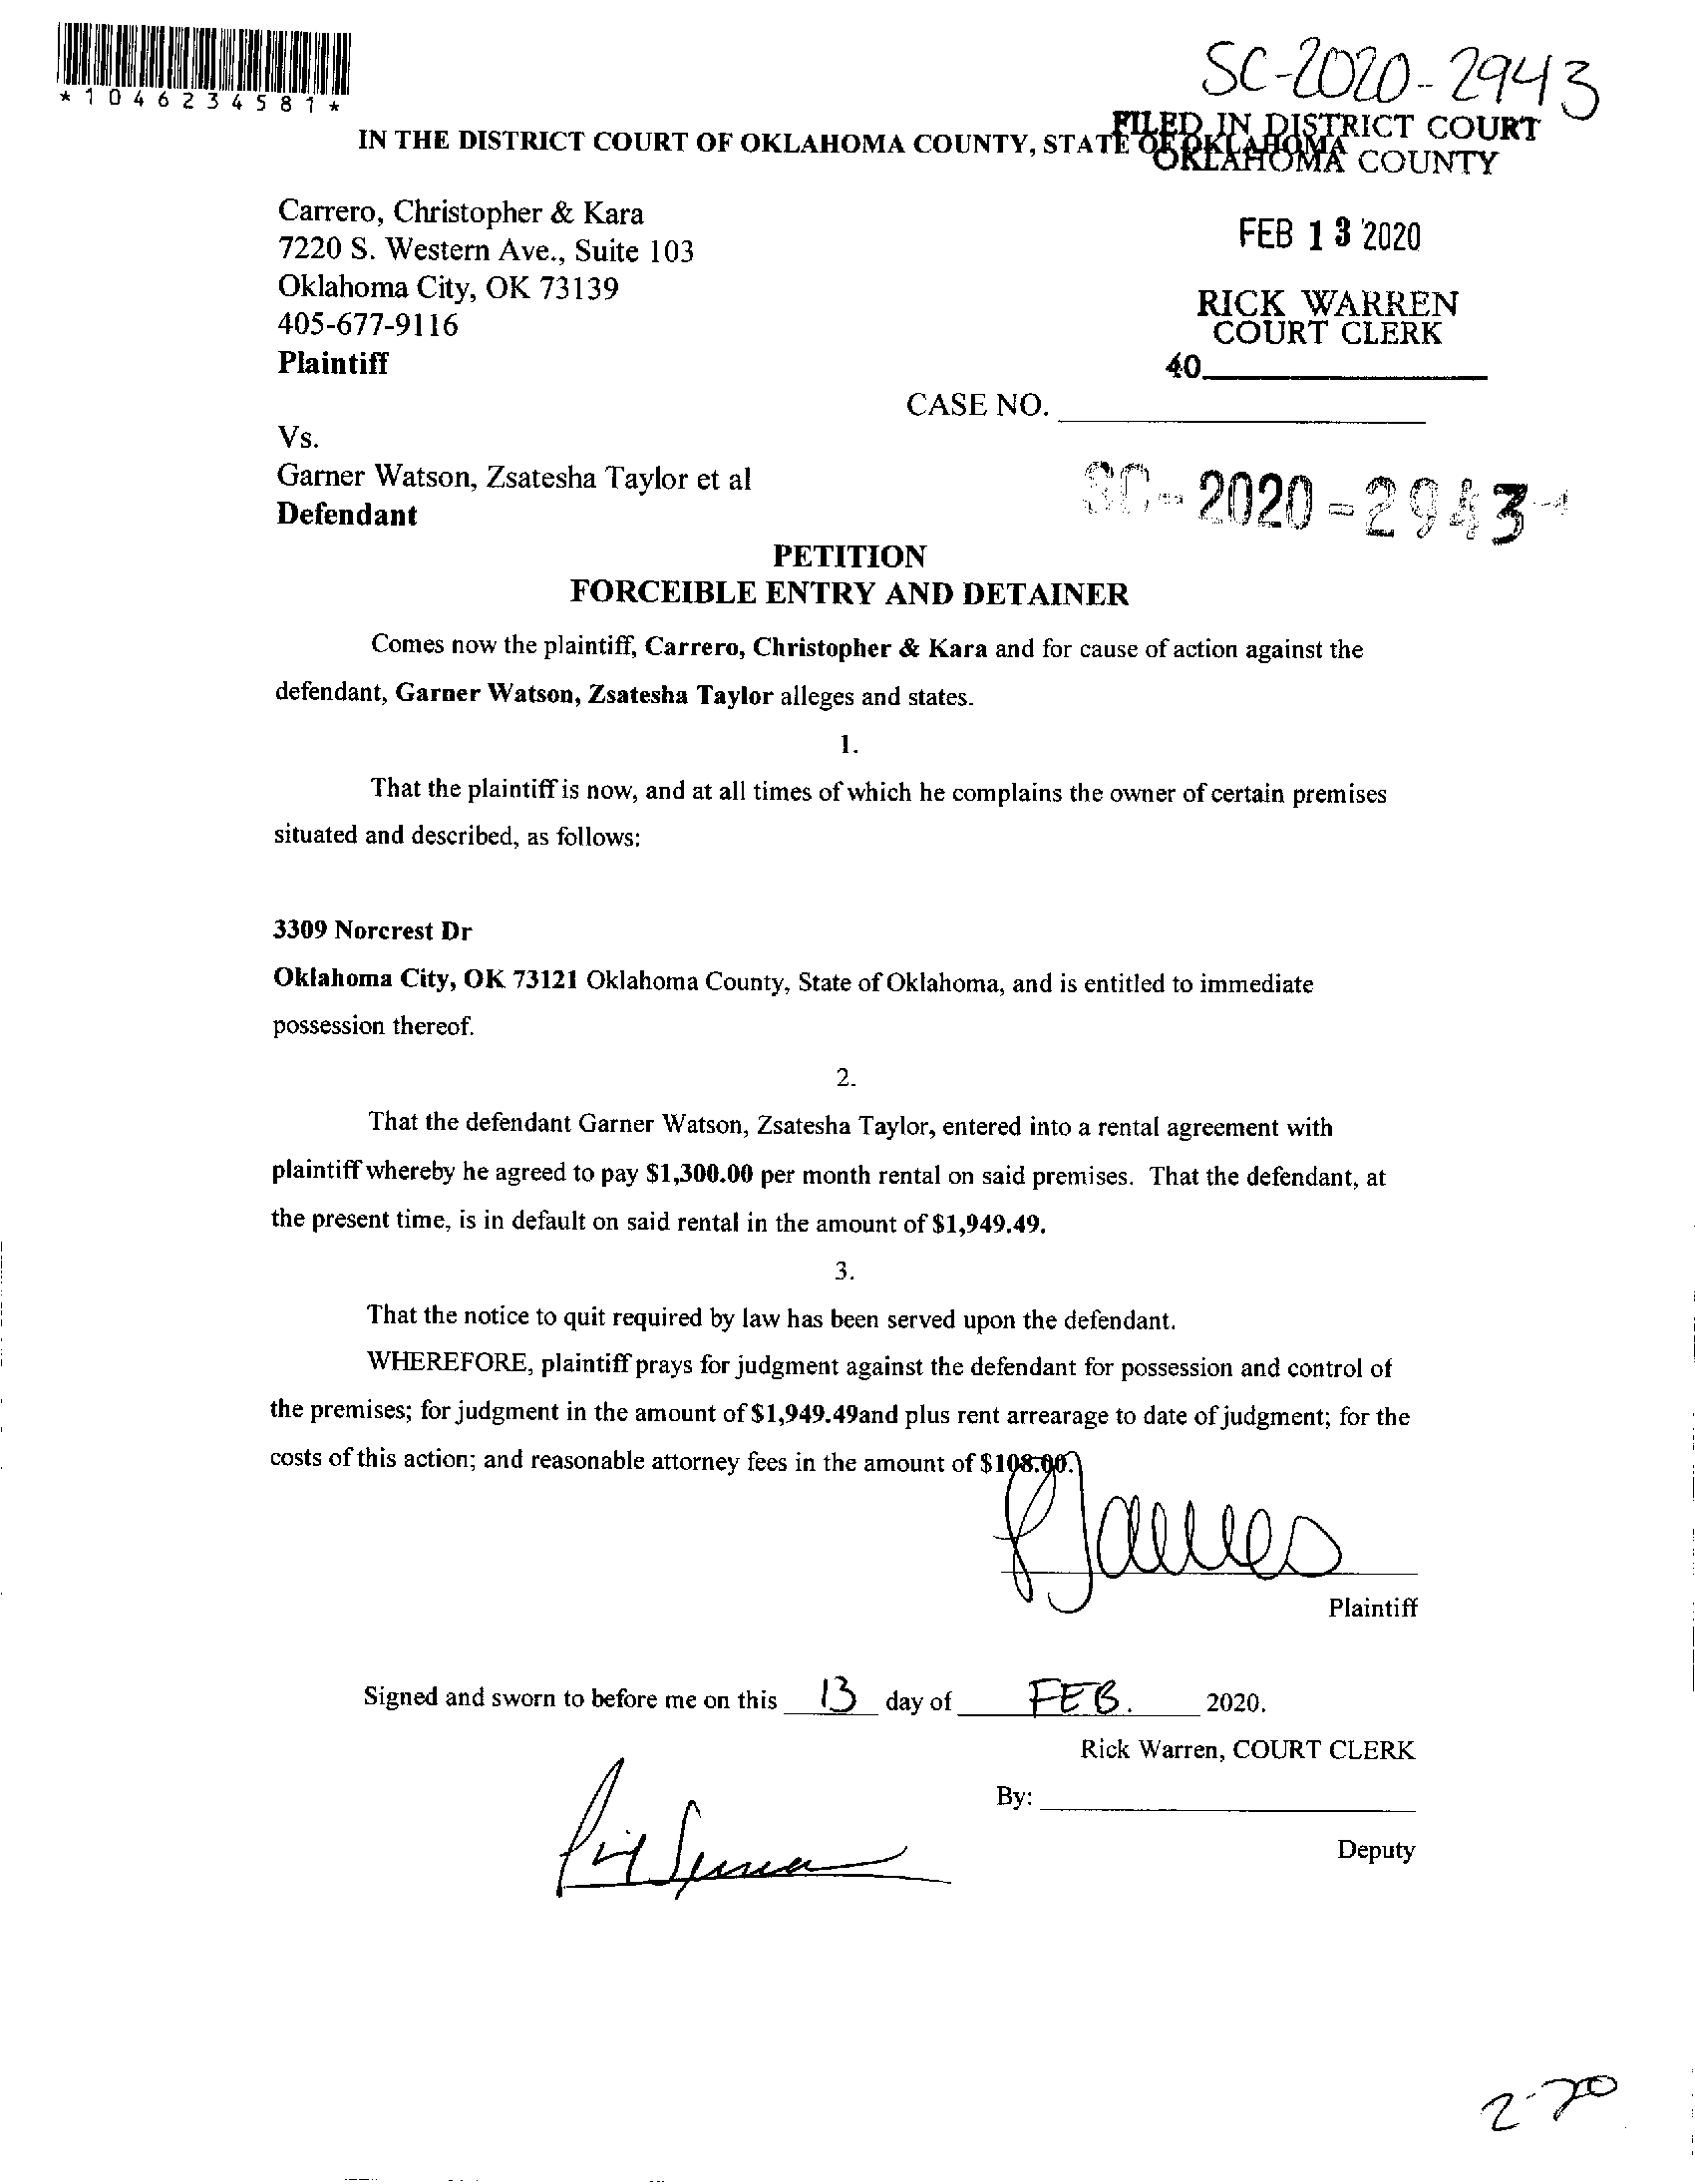 SC-2020-2943
*1046234581*
IN THE DISTRICT COURT OF OKLAHOMA COUNTY, STATE OF OKLAHOMA
FILED IN DISTRICT COURT
OKLAHOMA COUNTY
Carrero, Christopher & Kara
7220 S. Western Ave., Suite 103
Oklahoma City, OK 73139
405-677-9116
Plaintiff
FEB 13 2020
RICK WARREN
COURT CLERK
40
CASE NO.
Vs.
Garner Watson, Zsatesha Taylor et al
Defendant
SC-2020-2943
PETITION
FORCEIBLE ENTRY AND DETAINER
Comes now the plaintiff, Carrero, Christopher & Kara and for cause of action against the
defendant, Garner Watson, Zsatesha Taylor alleges and states.
1.
That the plaintiff is now, and at all times of which he complains the owner of certain premises
situated and described, as follows:
3309 Norcrest Dr
Oklahoma City, OK 73121 Oklahoma County, State of Oklahoma, and is entitled to immediate
possession thereof.
2.
That the defendant Garner Watson, Zsatesha Taylor, entered into a rental agreement with
plaintiff whereby he agreed to pay $1,300.00 per month rental on said premises. That the defendant, at
the present time, is in default on said rental in the amount of $1,949.49.
3.
That the notice to quit required by law has been served upon the defendant.
WHEREFORE, plaintiff prays for judgment against the defendant for possession and control of
the premises; for judgment in the amount of $1,949.49and plus rent arrearage to date of judgment; for the
costs of this action; and reasonable attorney fees in the amount of $108.00.
Plaintiff
Signed and sworn to before me on this 13 day of FEB. 2020.
Rick Warren, COURT CLERK
By:
Deputy
2-20